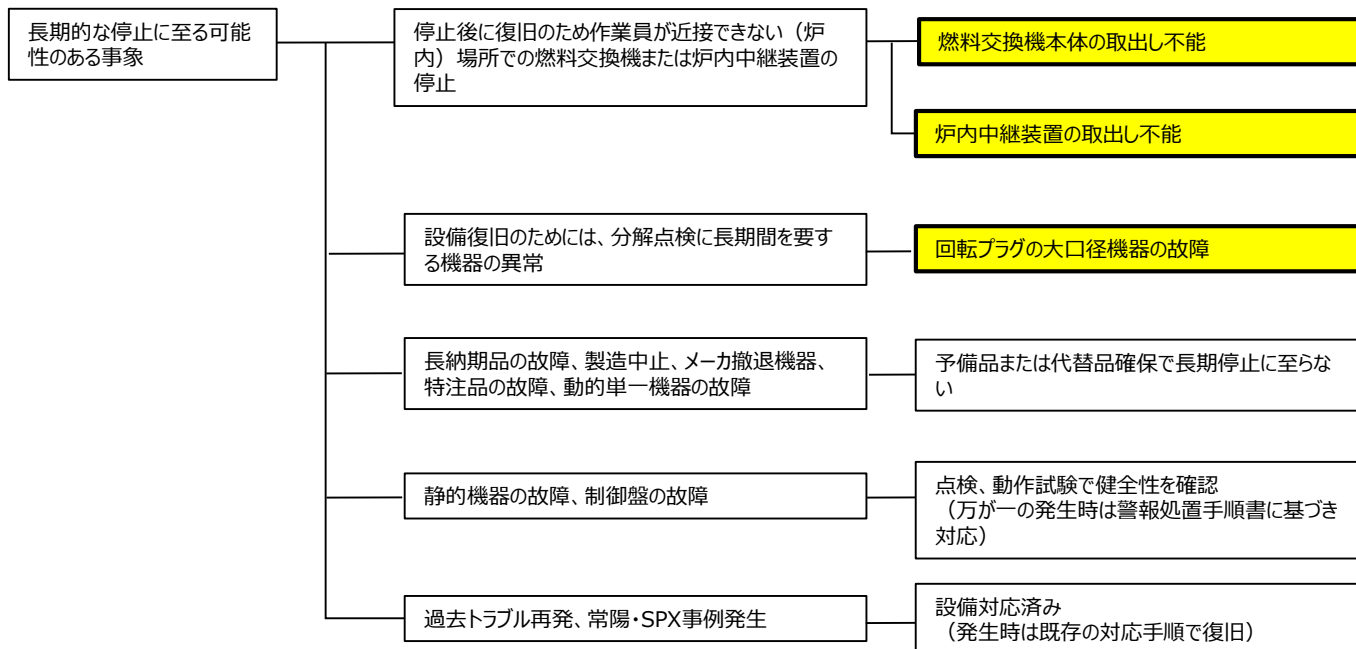 長期的な停止に至る可能
性のある事象
停止後に復旧のため作業員が近接できない（炉
内）場所での燃料交換機または炉内中継装置の
停止
燃料交換機本体の取出し不能
炉内中継装置の取出し不能
設備復旧のためには、分解点検に長期間を要す
る機器の異常
回転プラグの大口径機器の故障
長納期品の故障、製造中止、メーカ撤退機器、
特注品の故障、動的単一機器の故障
予備品または代替品確保で長期停止に至らな
い
静的機器の故障、制御盤の故障
点検、動作試験で健全性を確認
（万が一の発生時は警報処置手順書に基づき
対応）
過去トラブル再発、常陽・SPX事例発生
設備対応済み
（発生時は既存の対応手順で復旧）